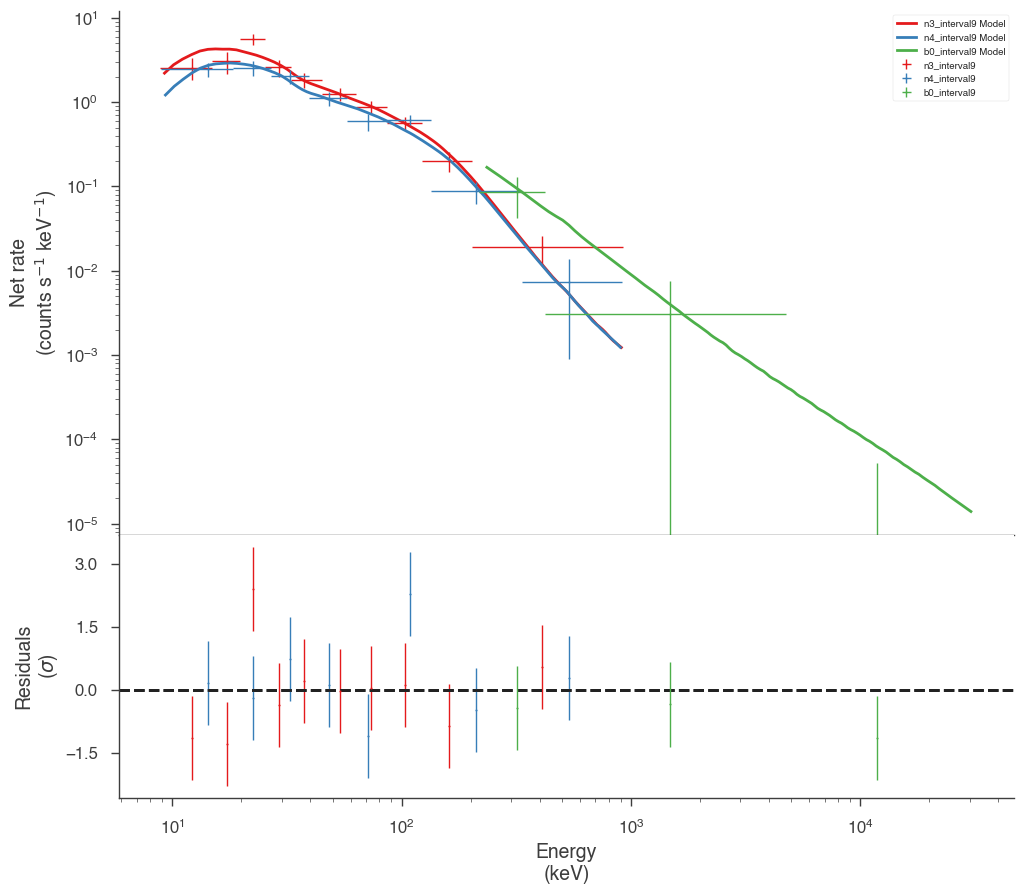 n3_interval9 Model
n4_interval9 Model
b0_interval9 Model
n3_interval9
n4_interval9
b0_interval9
Net rate
(counts s⁻¹ keV⁻¹)
10¹
10⁰
10⁻¹
10⁻²
10⁻³
10⁻⁴
10⁻⁵
Residuals
(σ)
3.0
1.5
0.0
−1.5
10¹
10²
10³
10⁴
Energy
(keV)